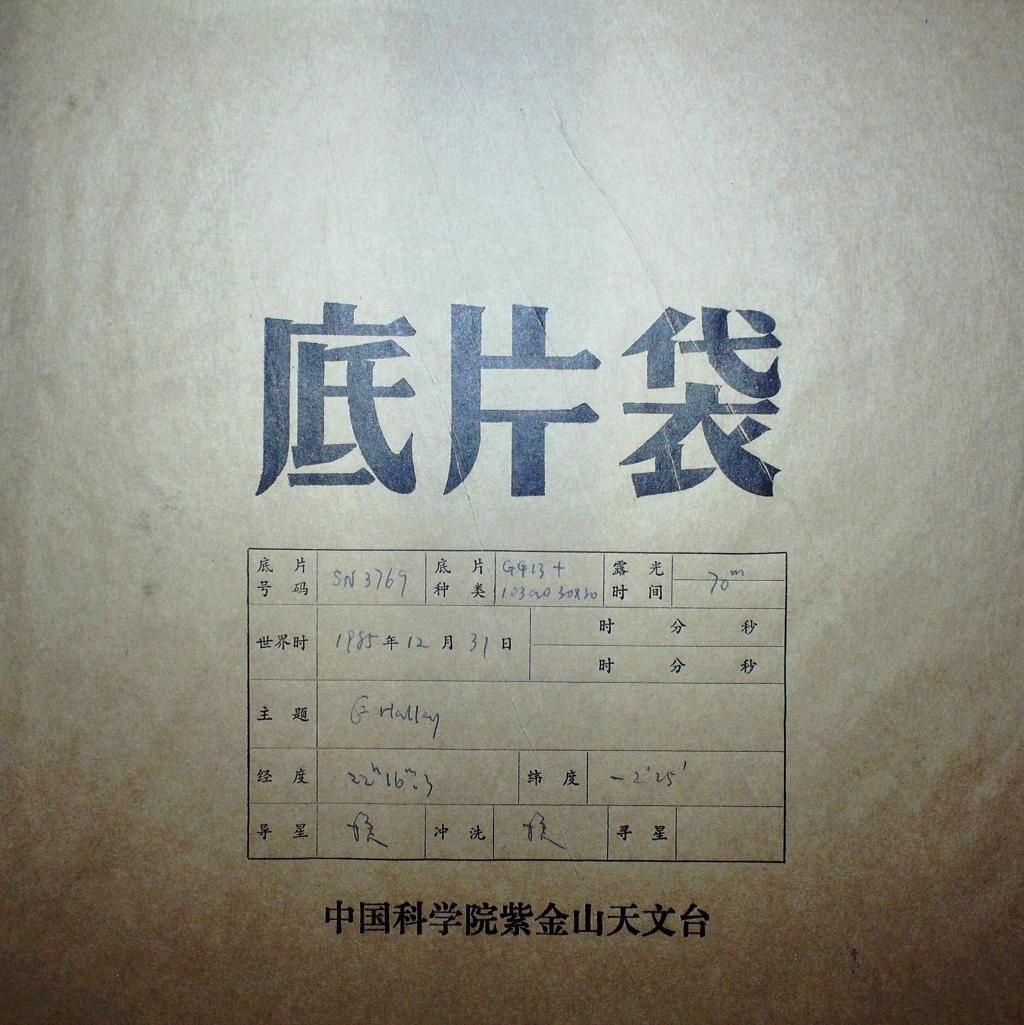 底片袋
底片号码 SN 3769 底片种类 GG13 + 103aO 30x30 露光时间 70m
世界时 1985年12月31日 时 分 秒
时 分 秒
主题 Halley
经度 22h16m.3 纬度 -2°25'
导星 冲洗 寻星
中国科学院紫金山天文台